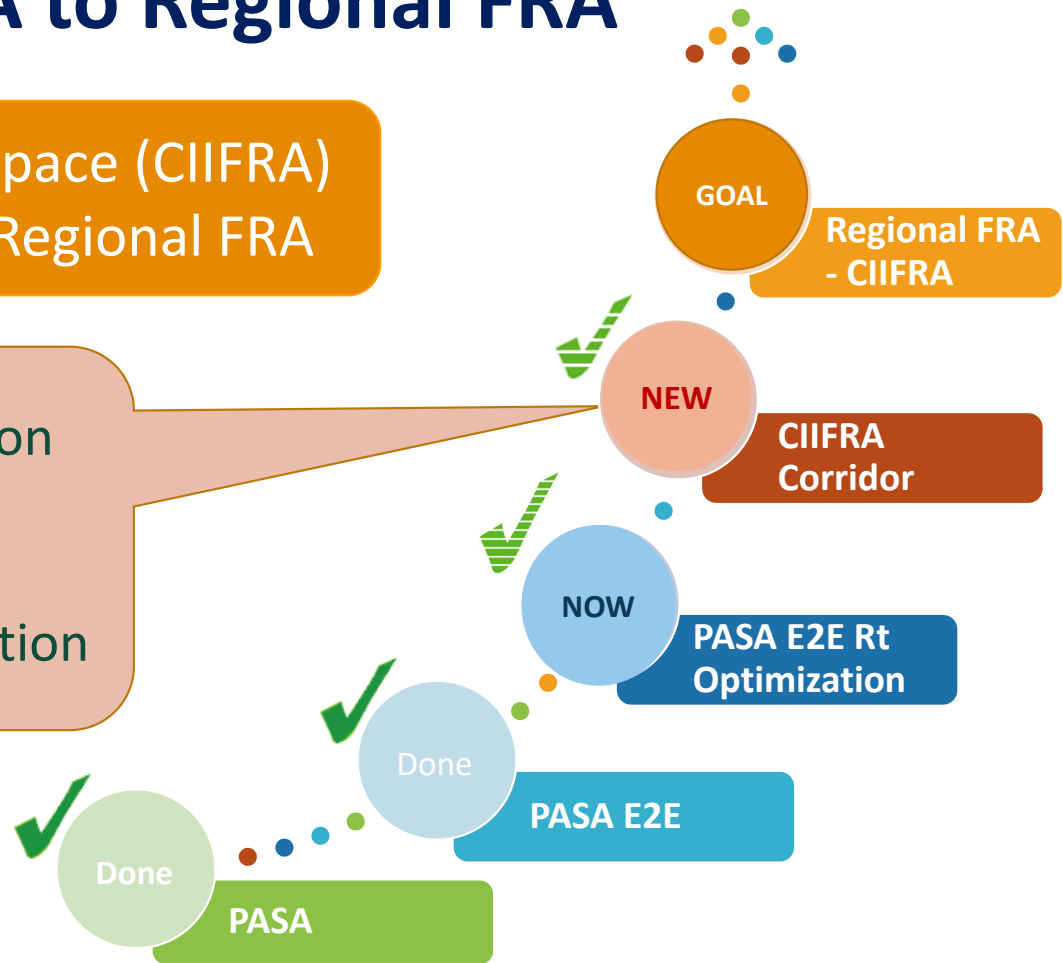 A to Regional FRA
pace (CIIFRA)
Regional FRA
on
tion
GOAL
Regional FRA
- CIIFRA
NEW
CIIFRA
Corridor
NOW
PASA E2E Rt
Optimization
Done
PASA E2E
Done
PASA